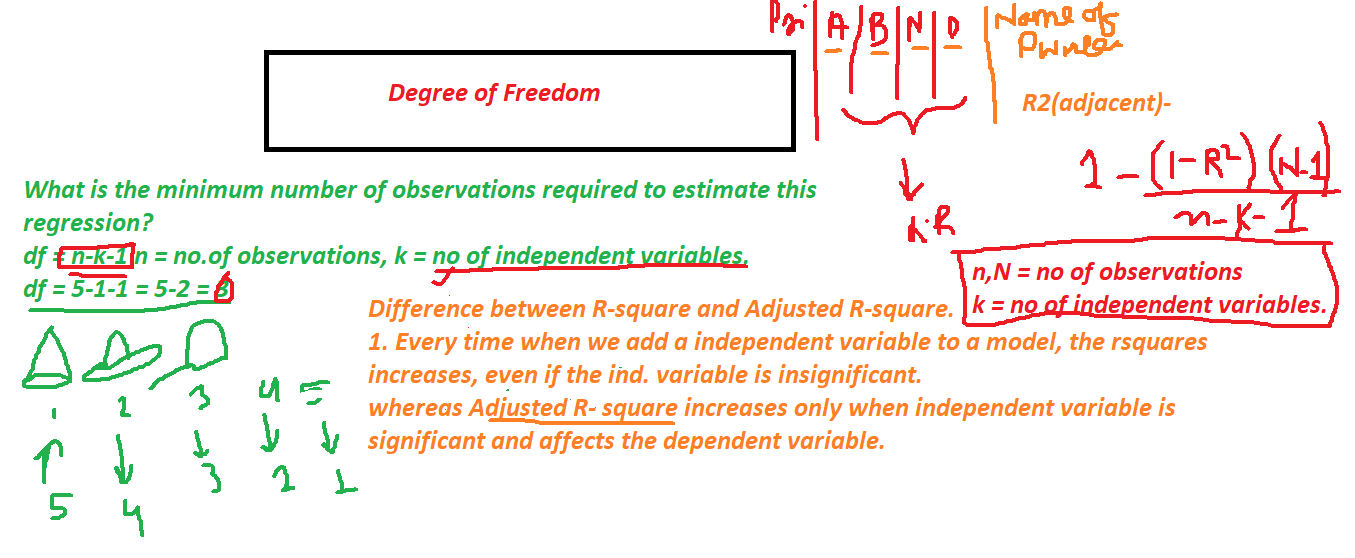 Pri A B N D Name of Owner
Degree of Freedom
R2(adjacent)-
1 - (1-R²) (N-1)
n-k-1
k
What is the minimum number of observations required to estimate this
regression?
df = n-k-1 n = no.of observations, k = no of independent variables.
df = 5-1-1 = 5-2 = 3
n,N = no of observations
k = no of independent variables.
Difference between R-square and Adjusted R-square.
1. Every time when we add a independent variable to a model, the rsquares
increases, even if the ind. variable is insignificant.
whereas Adjusted R- square increases only when independent variable is
significant and affects the dependent variable.
1 2 3 4 5
5 4 3 2 1